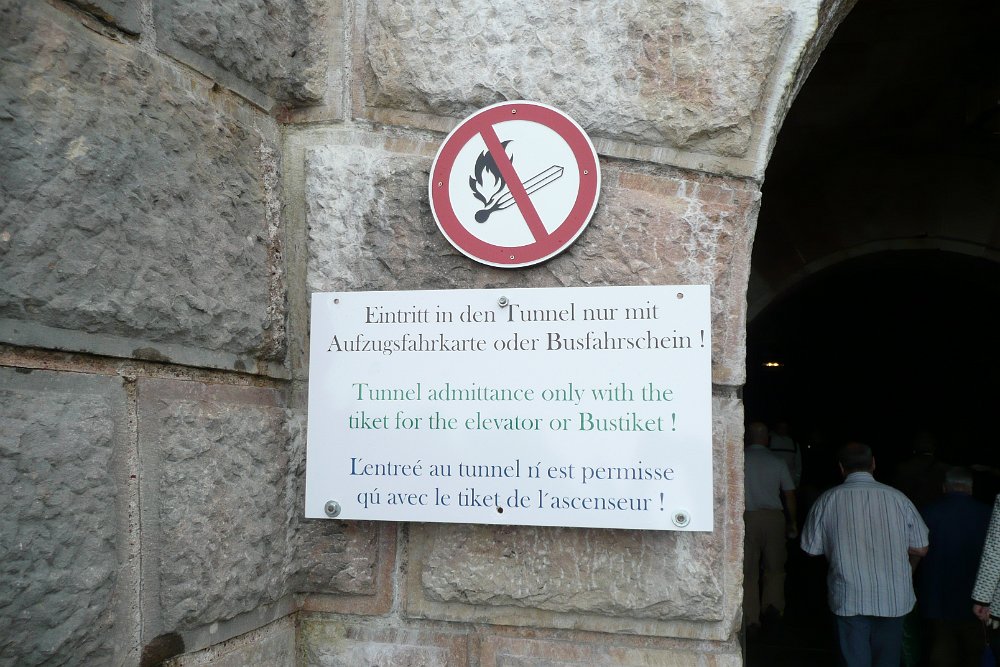 Eintritt in den Tunnel nur mit
Aufzugsfahrkarte oder Busfahrschein !
Tunnel admittance only with the
tiket for the elevator or Bustiket !
L'entreé au tunnel ń est permisse
qú avec le tiket de l'ascenseur !